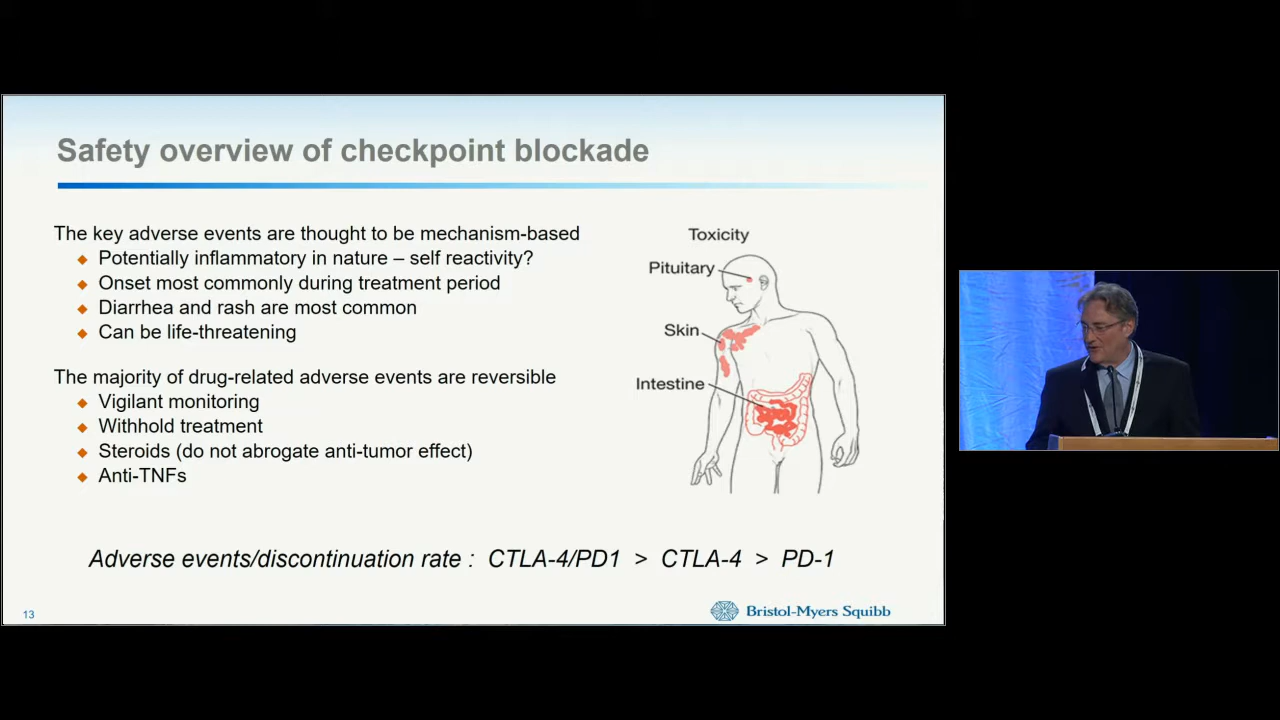 Safety overview of checkpoint blockade
The key adverse events are thought to be mechanism-based
◆ Potentially inflammatory in nature – self reactivity?
◆ Onset most commonly during treatment period
◆ Diarrhea and rash are most common
◆ Can be life-threatening
The majority of drug-related adverse events are reversible
◆ Vigilant monitoring
◆ Withhold treatment
◆ Steroids (do not abrogate anti-tumor effect)
◆ Anti-TNFs
Toxicity
Pituitary
Skin
Intestine
Adverse events/discontinuation rate : CTLA-4/PD1 > CTLA-4 > PD-1
13
Bristol-Myers Squibb